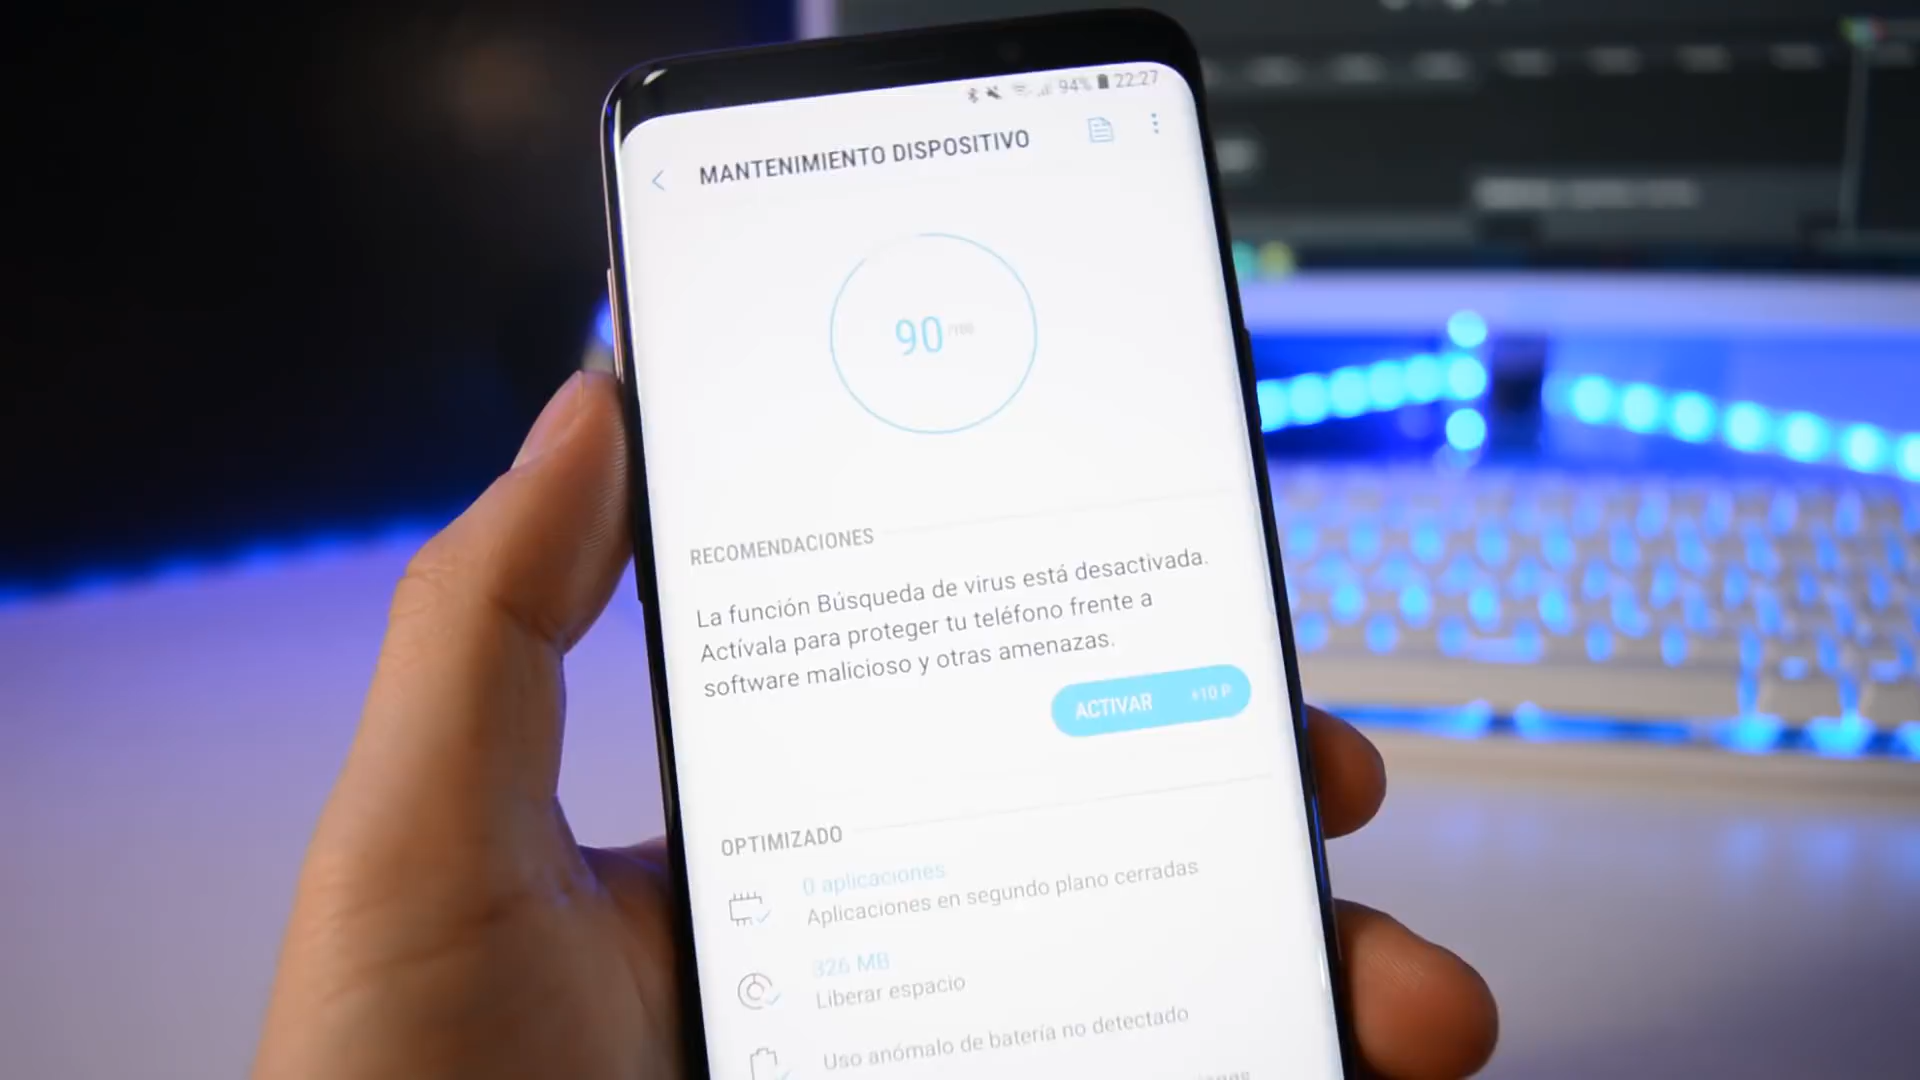 94% 22:27
MANTENIMIENTO DISPOSITIVO
90 /100
RECOMENDACIONES
La función Búsqueda de virus está desactivada.
Actívala para proteger tu teléfono frente a
software malicioso y otras amenazas.
ACTIVAR +10 P
OPTIMIZADO
0 aplicaciones
Aplicaciones en segundo plano cerradas
326 MB
Liberar espacio
Uso anómalo de batería no detectado